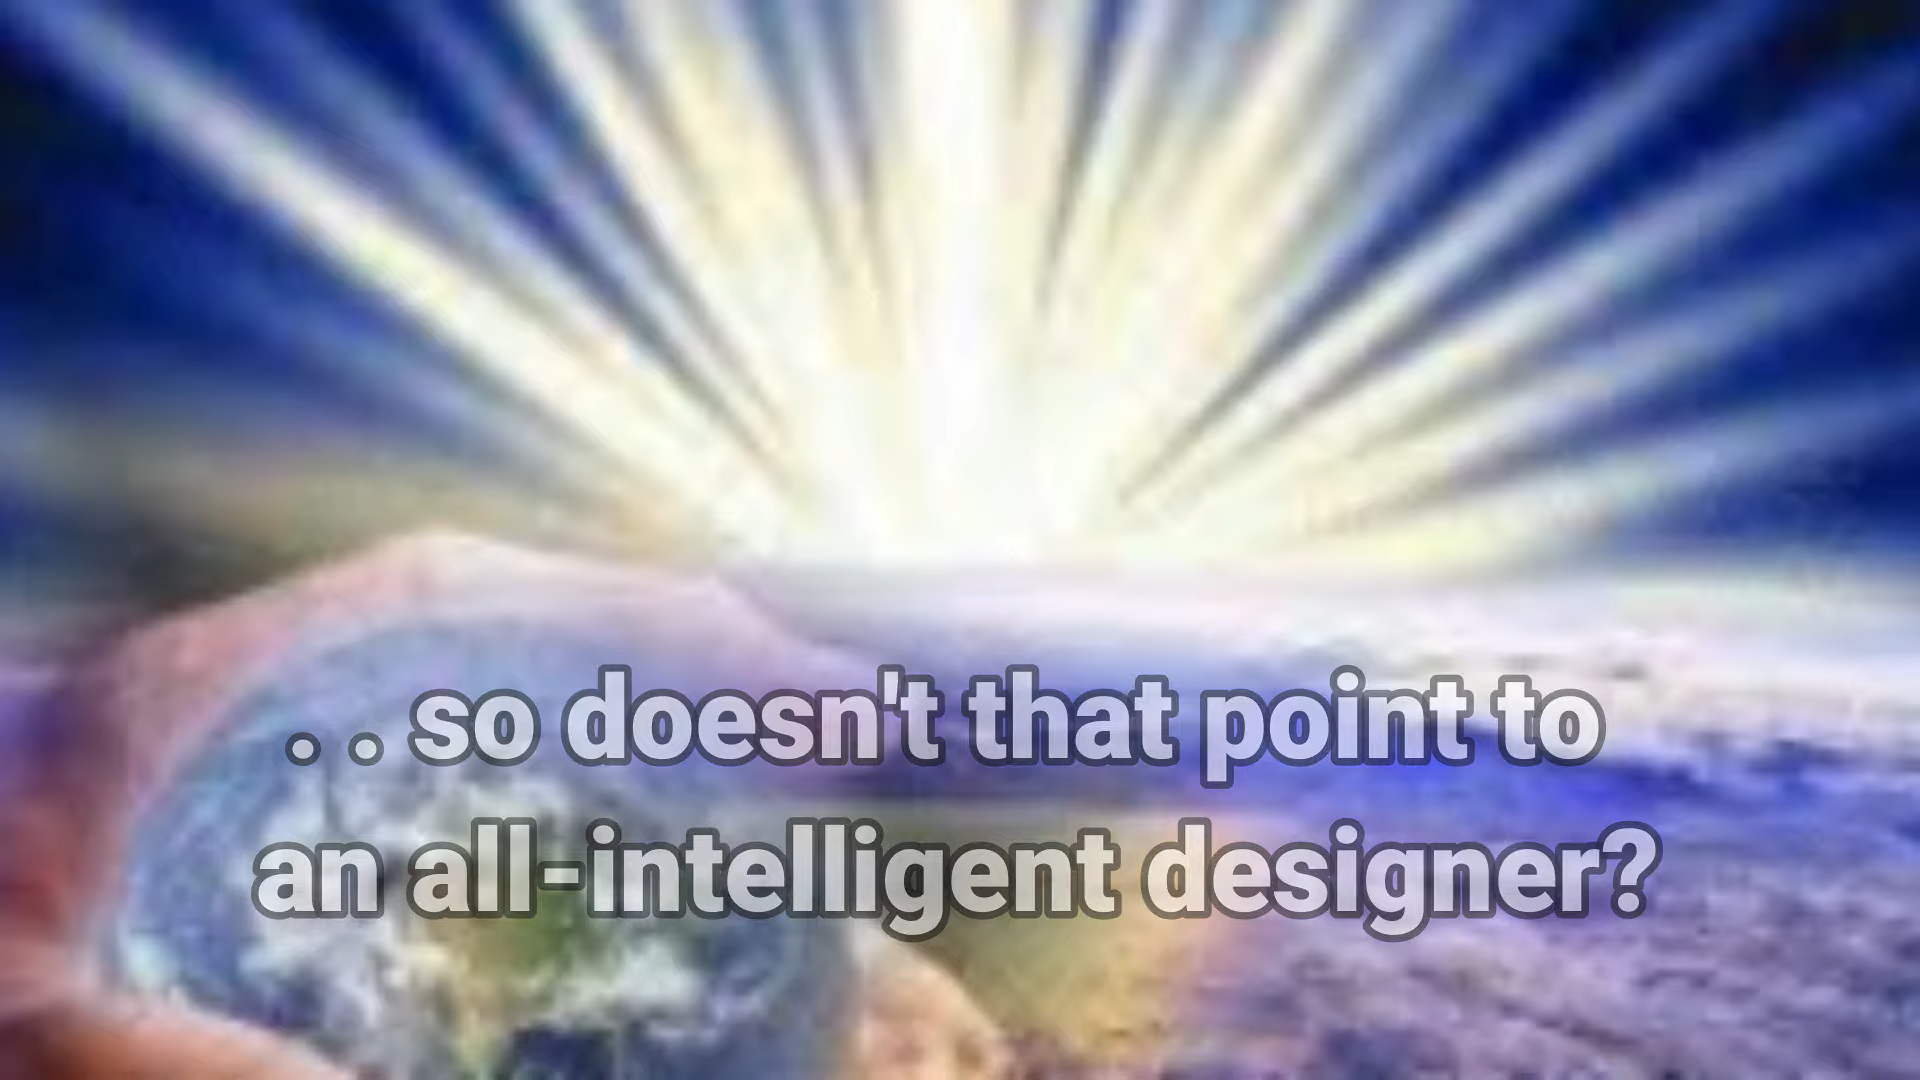 . . so doesn't that point to
an all-intelligent designer?